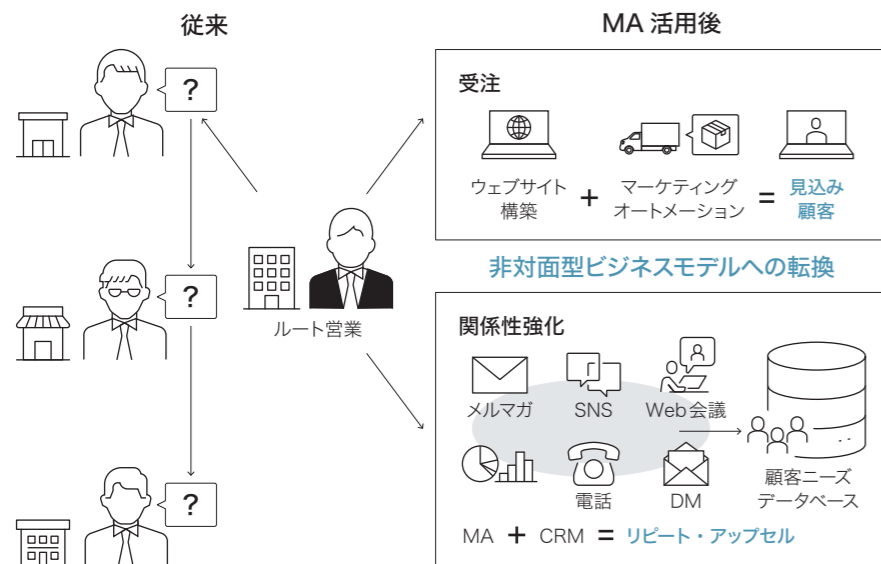 従来
?
?
?
ルート営業
MA 活用後
受注
ウェブサイト
構築
+
マーケティング
オートメーション
=
見込み
顧客
非対面型ビジネスモデルへの転換
関係性強化
メルマガ
SNS
Web会議
電話
DM
顧客ニーズ
データベース
MA + CRM = リピート・アップセル